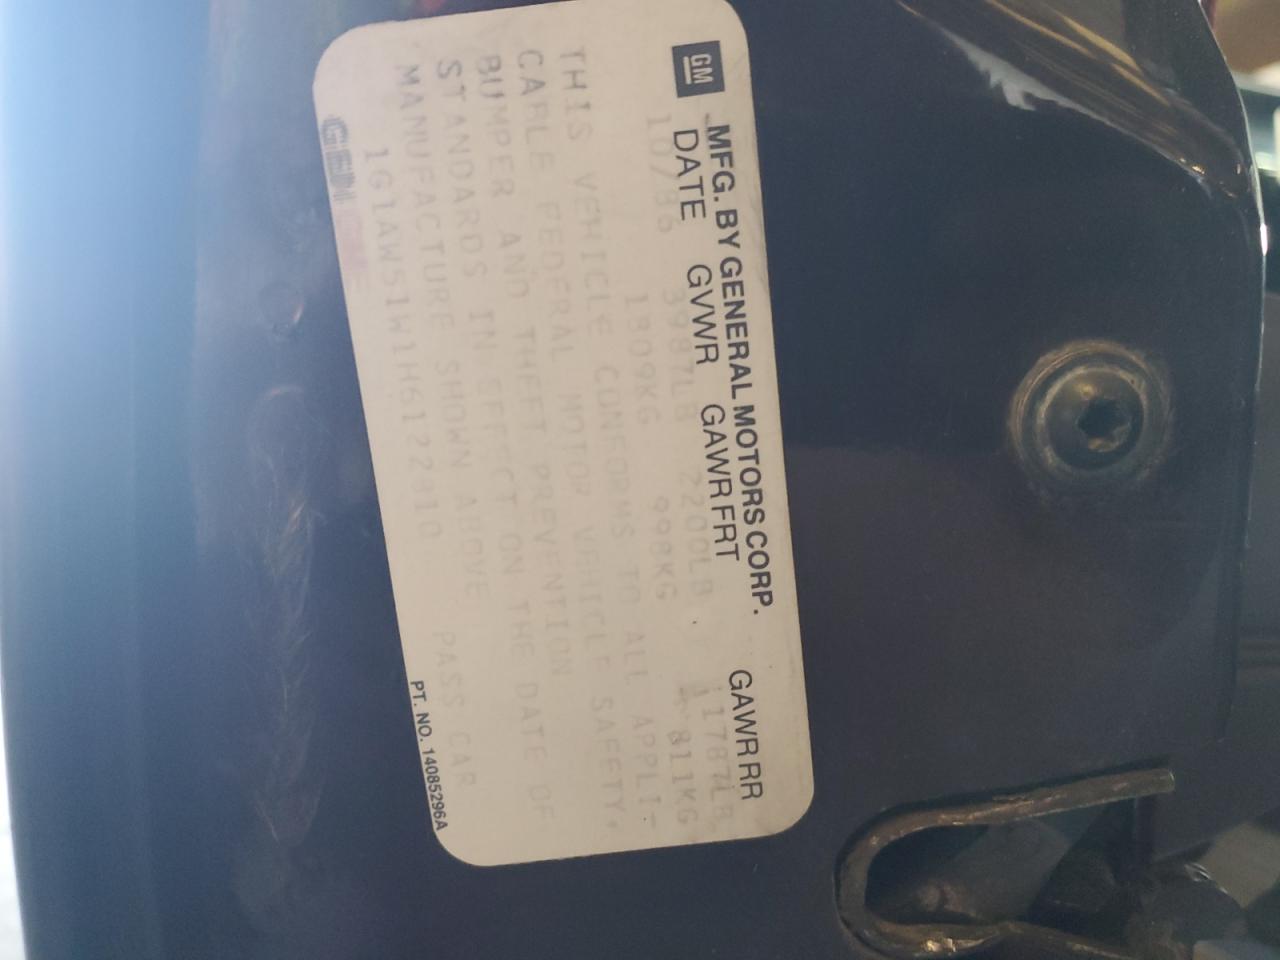 GM
MFG. BY GENERAL MOTORS CORP.
DATE GVWR GAWR FRT GAWR RR
10/86 3987LB 2200LB 1787LB
1809KG 998KG 811KG
THIS VEHICLE CONFORMS TO ALL APPLI-
CABLE FEDERAL MOTOR VEHICLE SAFETY,
BUMPER AND THEFT PREVENTION
STANDARDS IN EFFECT ON THE DATE OF
MANUFACTURE SHOWN ABOVE.
1G1AW51W1H6122810 PASS CAR
PT. NO. 14085296A